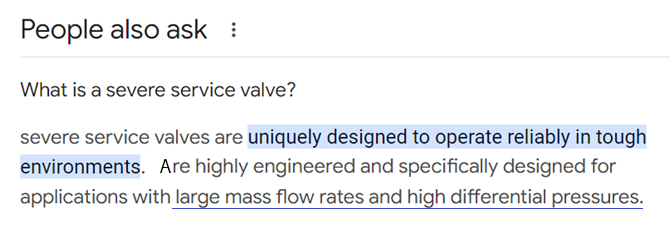 People also ask
What is a severe service valve?
severe service valves are uniquely designed to operate reliably in tough
environments. Are highly engineered and specifically designed for
applications with large mass flow rates and high differential pressures.